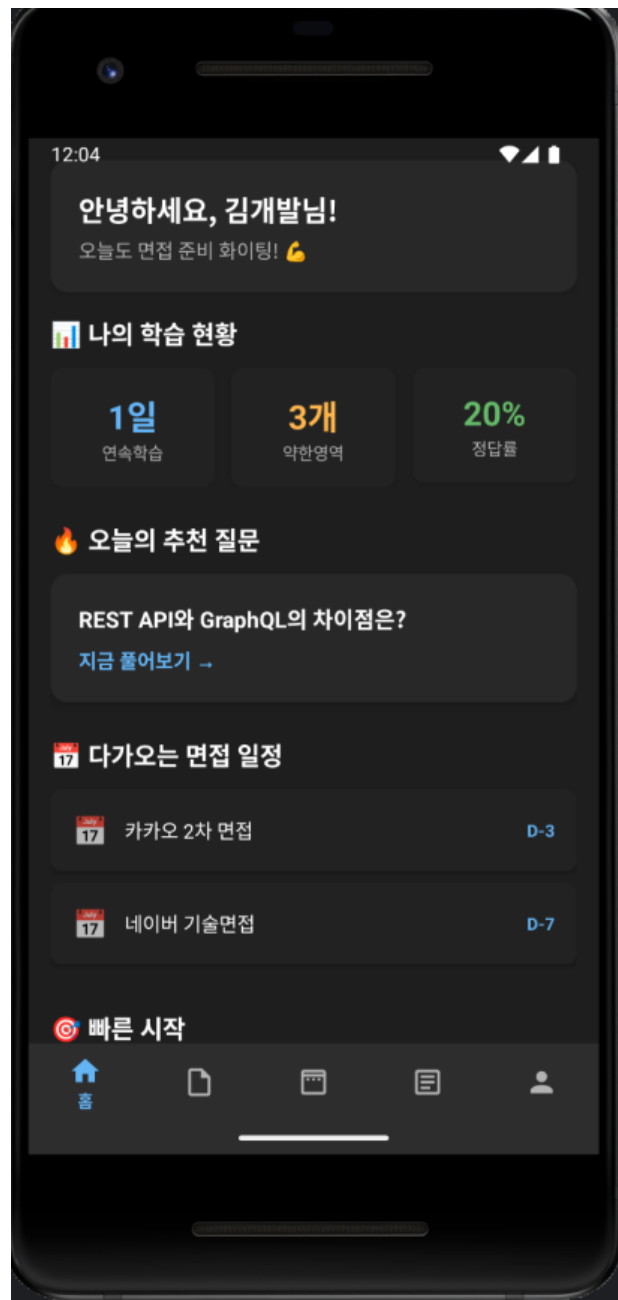 12:04
안녕하세요, 김개발님!
오늘도 면접 준비 화이팅! 💪
📊 나의 학습 현황
1일
연속학습
3개
약한영역
20%
정답률
🔥 오늘의 추천 질문
REST API와 GraphQL의 차이점은?
지금 풀어보기 →
📅 다가오는 면접 일정
📅 카카오 2차 면접 D-3
📅 네이버 기술면접 D-7
🎯 빠른 시작
홈